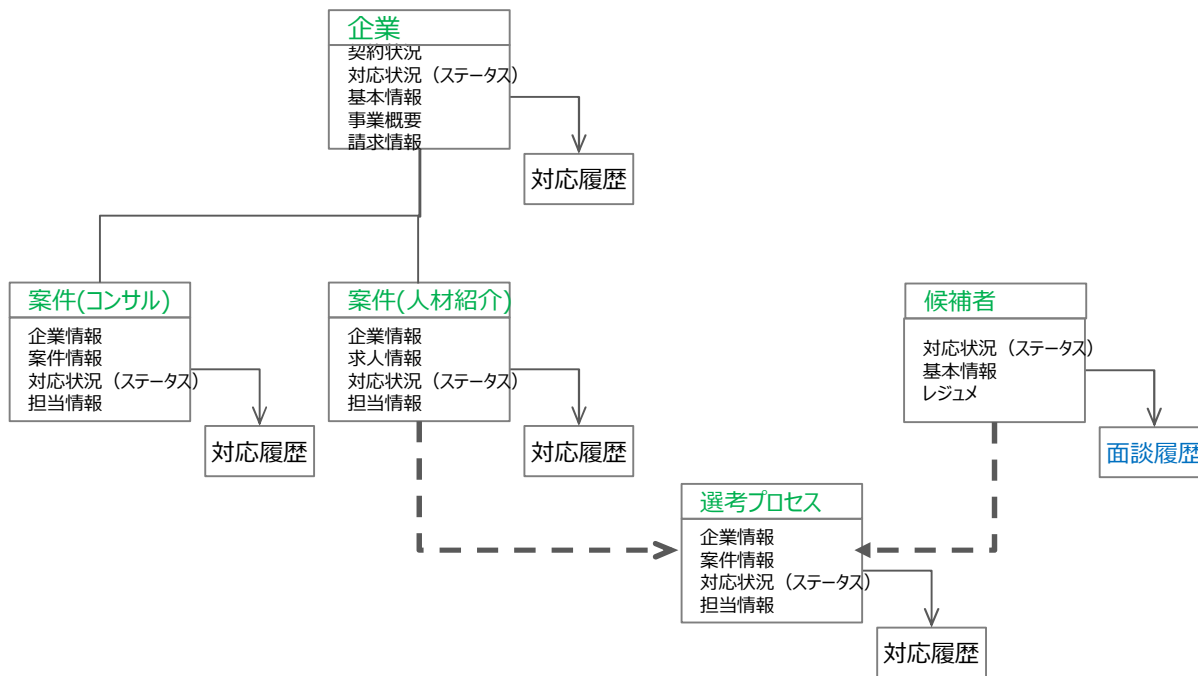 企業
契約状況
対応状況（ステータス）
基本情報
事業概要
請求情報
対応履歴
案件(コンサル)
企業情報
案件情報
対応状況（ステータス）
担当情報
対応履歴
案件(人材紹介)
企業情報
求人情報
対応状況（ステータス）
担当情報
対応履歴
候補者
対応状況（ステータス）
基本情報
レジュメ
面談履歴
選考プロセス
企業情報
案件情報
対応状況（ステータス）
担当情報
対応履歴